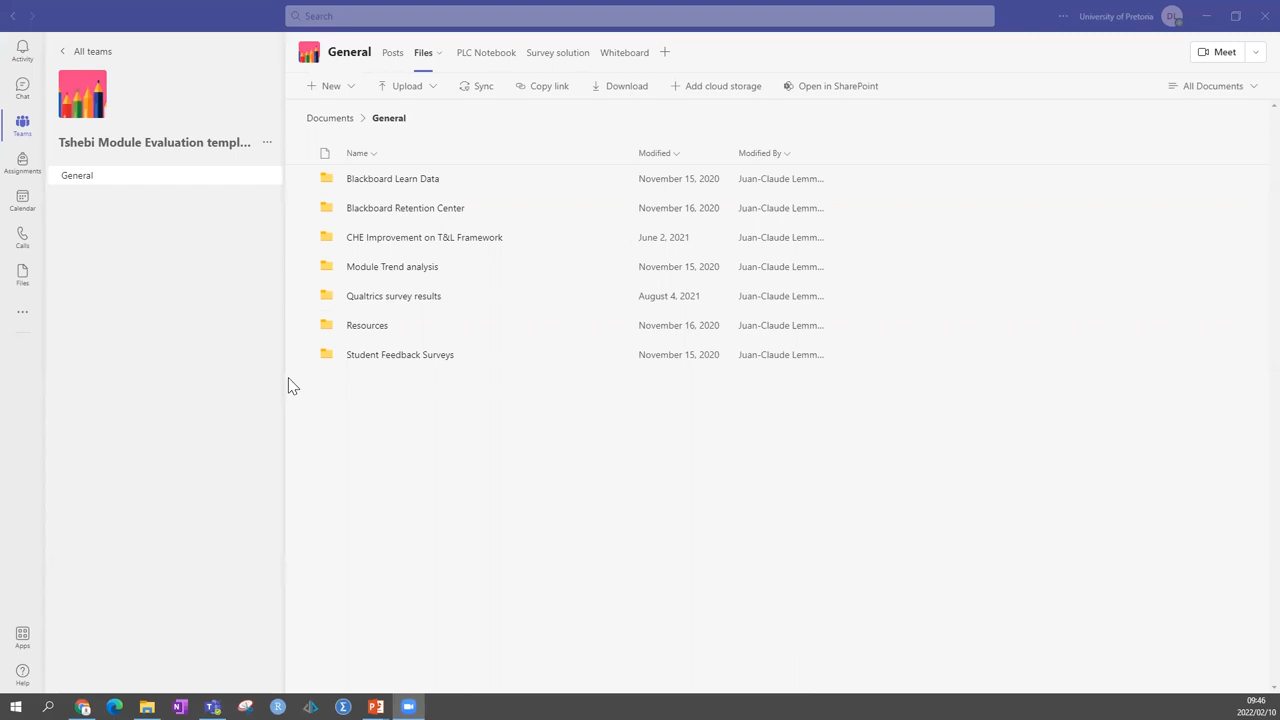 Search
University of Pretoria
DL
Activity
Chat
Teams
Assignments
Calendar
Calls
Files
Apps
Help
All teams
Tshebi Module Evaluation templ...
General
General Posts Files PLC Notebook Survey solution Whiteboard
Meet
New Upload Sync Copy link Download Add cloud storage Open in SharePoint All Documents
Documents > General
Name Modified Modified By
Blackboard Learn Data November 15, 2020 Juan-Claude Lemm...
Blackboard Retention Center November 16, 2020 Juan-Claude Lemm...
CHE Improvement on T&L Framework June 2, 2021 Juan-Claude Lemm...
Module Trend analysis November 15, 2020 Juan-Claude Lemm...
Qualtrics survey results August 4, 2021 Juan-Claude Lemm...
Resources November 16, 2020 Juan-Claude Lemm...
Student Feedback Surveys November 15, 2020 Juan-Claude Lemm...
09:46
2022/02/10